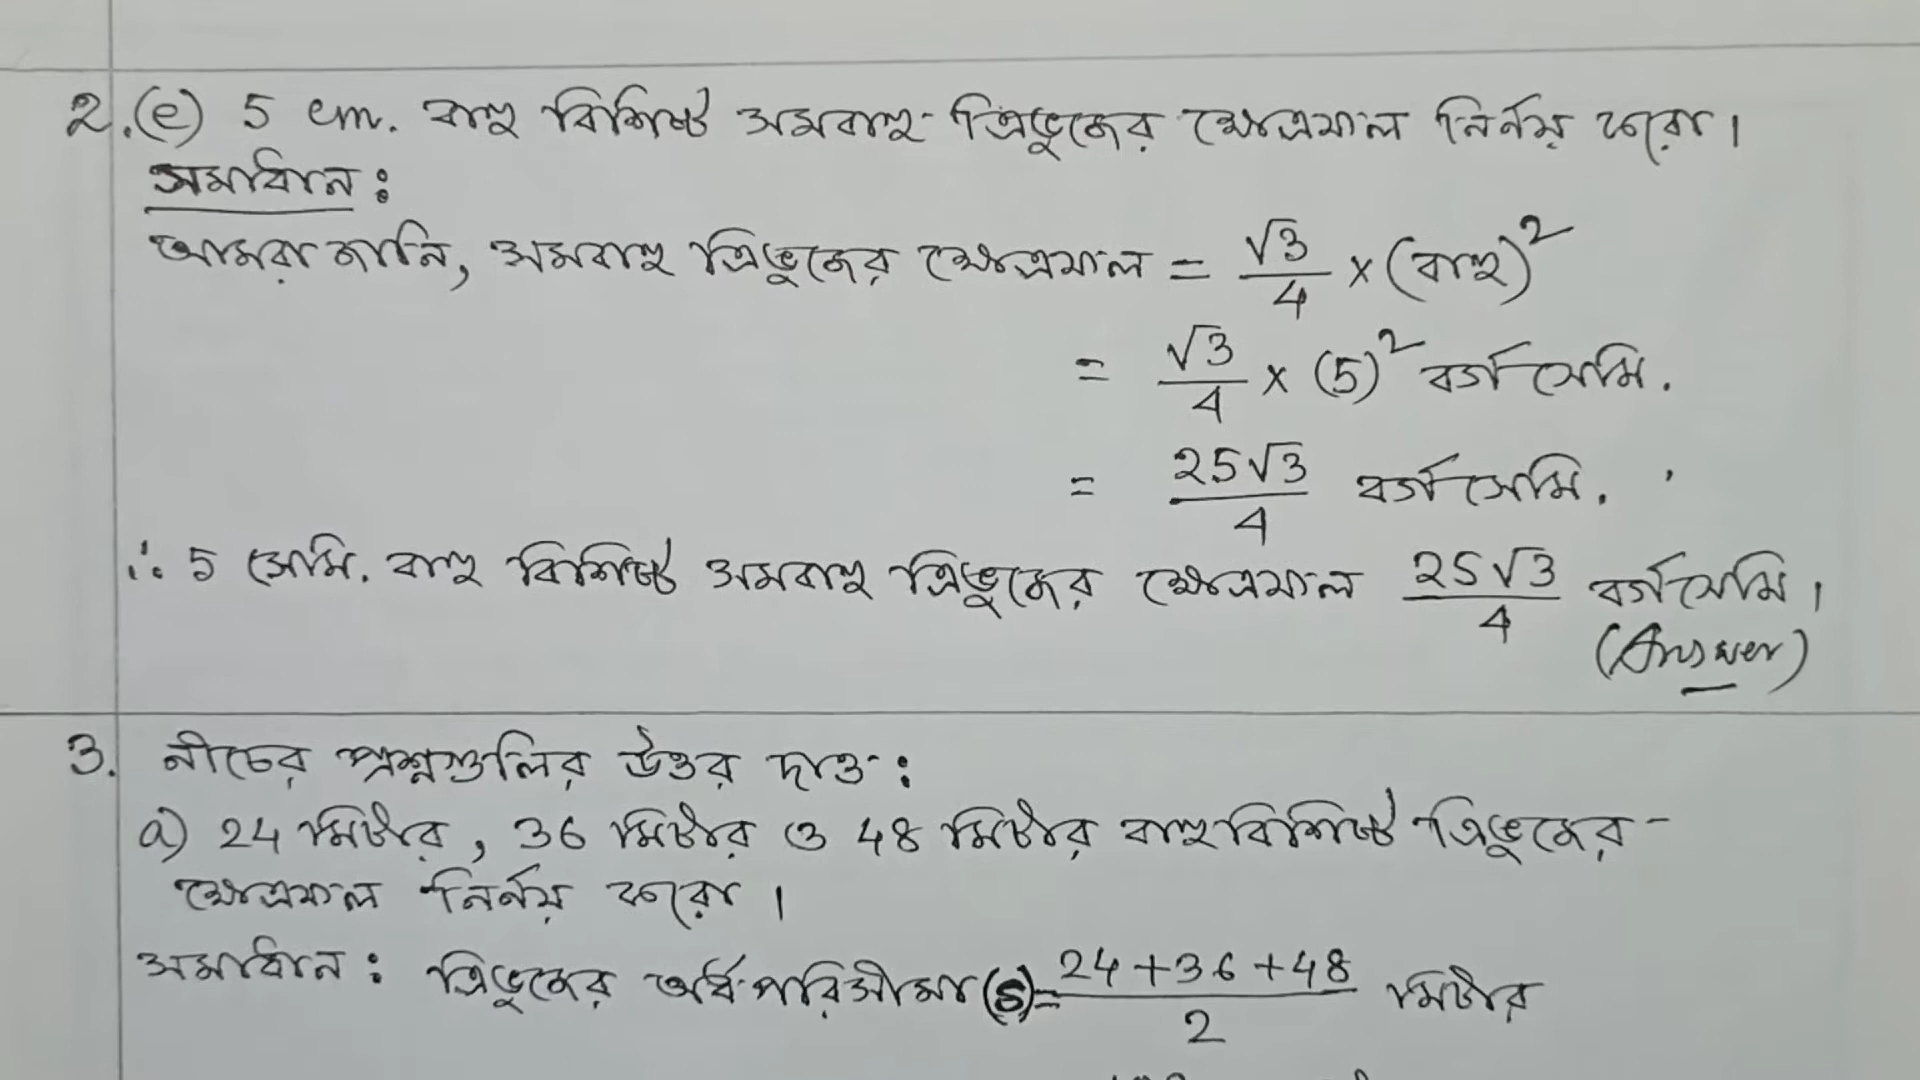 2.(e) 5 cm. বাহু বিশিষ্ট সমবাহু ত্রিভুজের ক্ষেত্রফল নির্নয় করো।
সমাধান :
আমরা জানি, সমবাহু ত্রিভুজের ক্ষেত্রফল = √3/4 × (বাহু)²
= √3/4 × (5)² বর্গ সেমি.
= 25√3/4 বর্গ সেমি.
∴ 5 সেমি. বাহু বিশিষ্ট সমবাহু ত্রিভুজের ক্ষেত্রফল 25√3/4 বর্গসেমি।
(Answer)
3. নীচের প্রশ্নগুলির উত্তর দাও :
a) 24 মিটার, 36 মিটার ও 48 মিটার বাহুবিশিষ্ট ত্রিভুজের
ক্ষেত্রফল নির্নয় করো।
সমাধান : ত্রিভুজের অর্ধপরিসীমা (s) = 24+36+48/2 মিটার